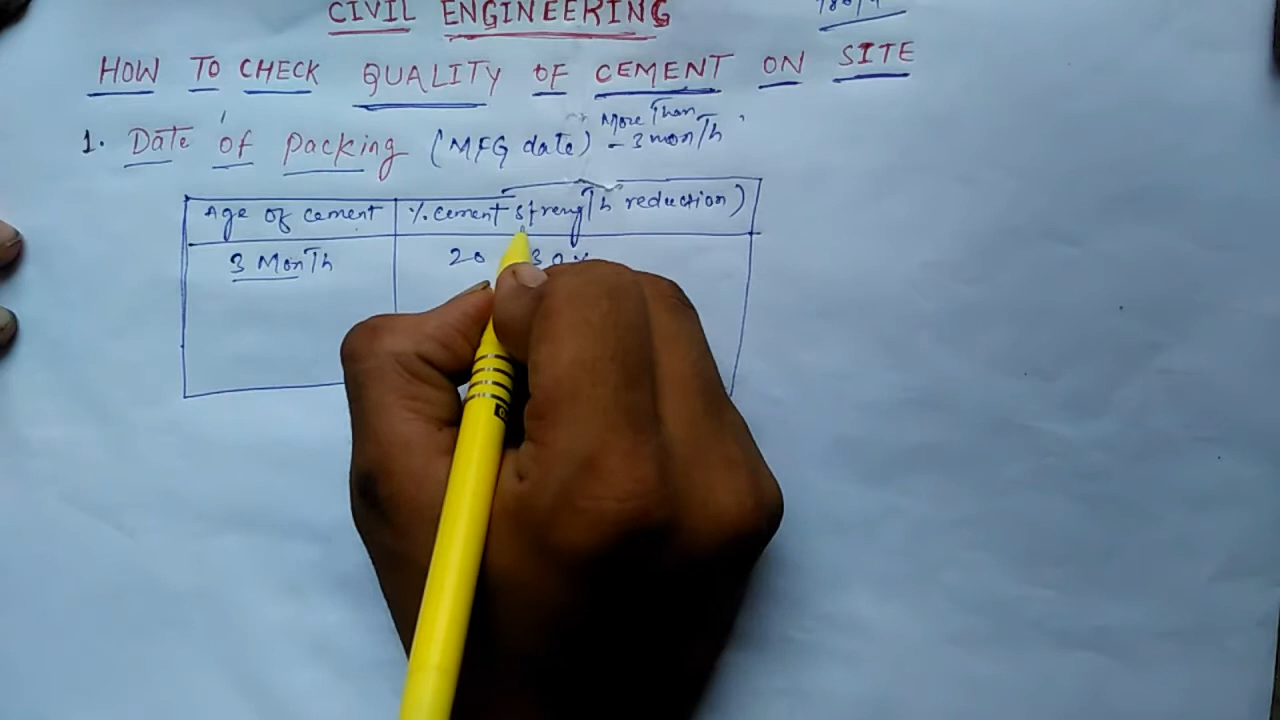 CIVIL ENGINEERING
HOW TO CHECK QUALITY OF CEMENT ON SITE
More Than
1. Date of Packing (MFG date) - 3 month
Age of cement % cement strength reduction)
3 Month 20 30%